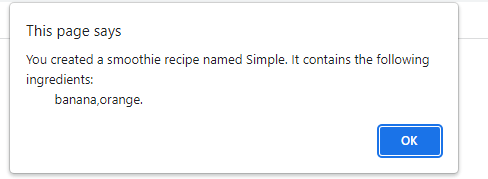 This page says
You created a smoothie recipe named Simple. It contains the following
ingredients:
banana,orange.
OK